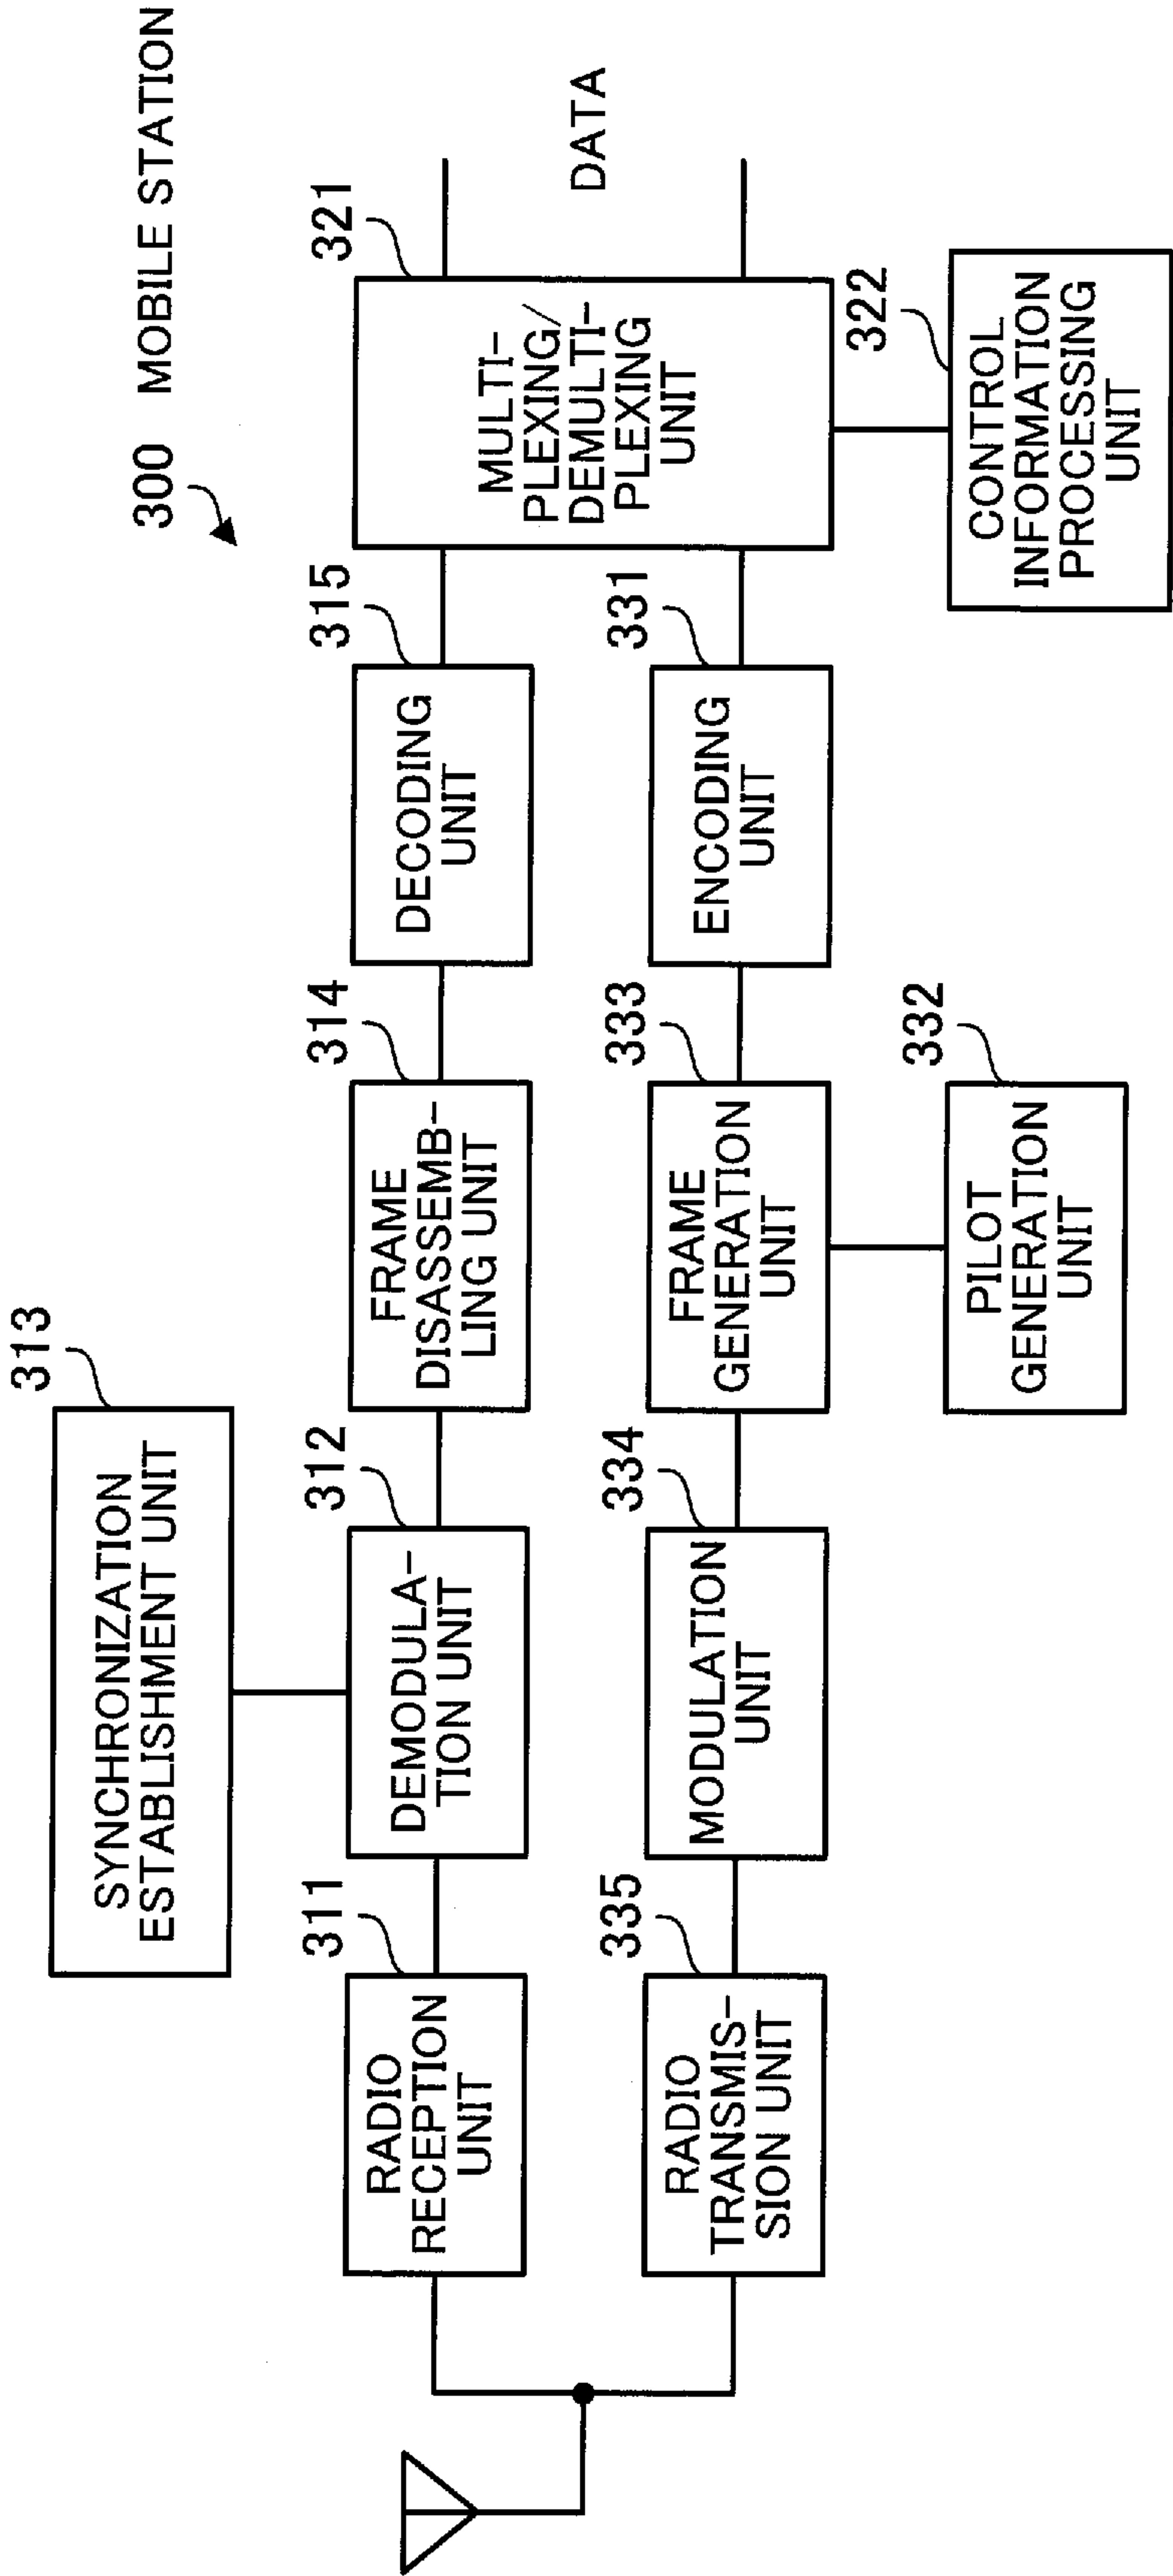 300 MOBILE STATION
313
SYNCHRONIZATION
ESTABLISHMENT UNIT
311
RADIO
RECEPTION
UNIT
312
DEMODULA-
TION UNIT
314
FRAME
DISASSEMB-
LING UNIT
315
DECODING
UNIT
321
MULTI-
PLEXING/
DEMULTI-
PLEXING
UNIT
DATA
335
RADIO
TRANSMIS-
SION UNIT
334
MODULATION
UNIT
333
FRAME
GENERATION
UNIT
331
ENCODING
UNIT
332
PILOT
GENERATION
UNIT
322
CONTROL
INFORMATION
PROCESSING
UNIT